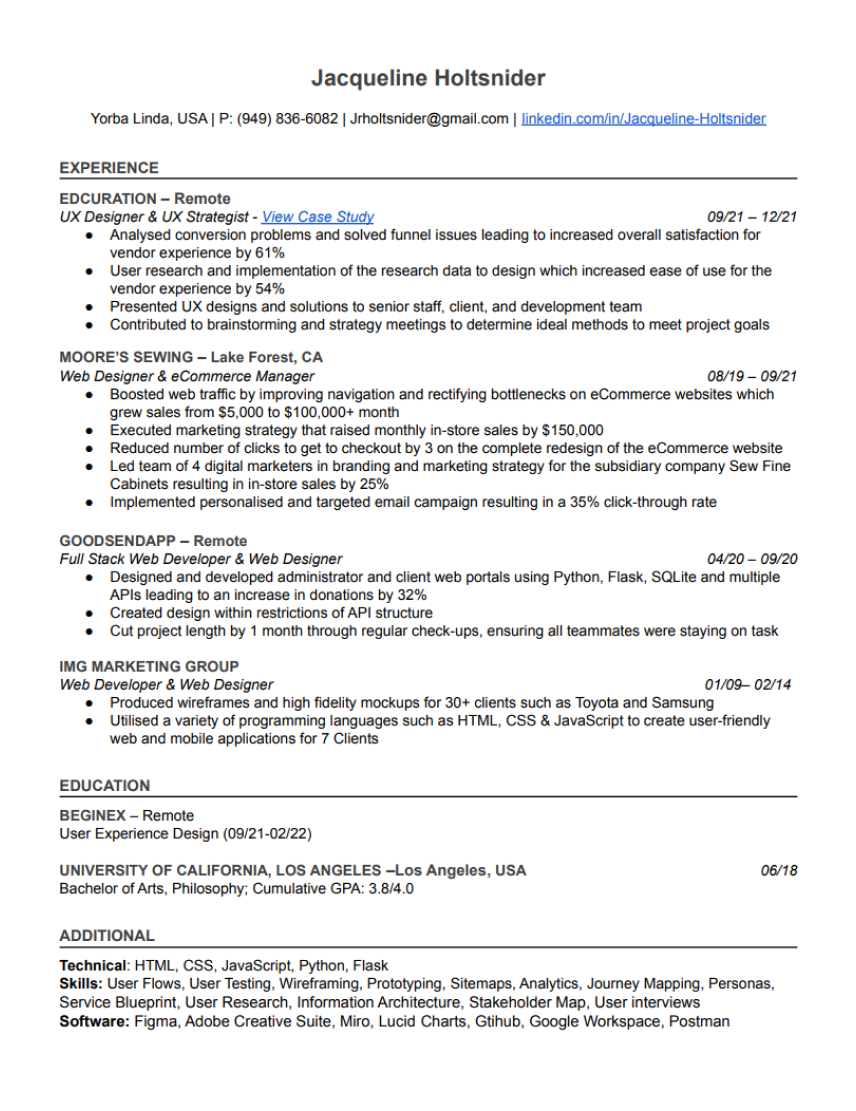 Jacqueline Holtsnider
Yorba Linda, USA | P: (949) 836-6082 | Jrholtsnider@gmail.com | linkedin.com/in/Jacqueline-Holtsnider
EXPERIENCE
EDCURATION – Remote
UX Designer & UX Strategist - View Case Study 09/21 – 12/21
● Analysed conversion problems and solved funnel issues leading to increased overall satisfaction for
vendor experience by 61%
● User research and implementation of the research data to design which increased ease of use for the
vendor experience by 54%
● Presented UX designs and solutions to senior staff, client, and development team
● Contributed to brainstorming and strategy meetings to determine ideal methods to meet project goals
MOORE'S SEWING – Lake Forest, CA
Web Designer & eCommerce Manager 08/19 – 09/21
● Boosted web traffic by improving navigation and rectifying bottlenecks on eCommerce websites which
grew sales from $5,000 to $100,000+ month
● Executed marketing strategy that raised monthly in-store sales by $150,000
● Reduced number of clicks to get to checkout by 3 on the complete redesign of the eCommerce website
● Led team of 4 digital marketers in branding and marketing strategy for the subsidiary company Sew Fine
Cabinets resulting in in-store sales by 25%
● Implemented personalised and targeted email campaign resulting in a 35% click-through rate
GOODSENDAPP – Remote
Full Stack Web Developer & Web Designer 04/20 – 09/20
● Designed and developed administrator and client web portals using Python, Flask, SQLite and multiple
APIs leading to an increase in donations by 32%
● Created design within restrictions of API structure
● Cut project length by 1 month through regular check-ups, ensuring all teammates were staying on task
IMG MARKETING GROUP
Web Developer & Web Designer 01/09– 02/14
● Produced wireframes and high fidelity mockups for 30+ clients such as Toyota and Samsung
● Utilised a variety of programming languages such as HTML, CSS & JavaScript to create user-friendly
web and mobile applications for 7 Clients
EDUCATION
BEGINEX – Remote
User Experience Design (09/21-02/22)
UNIVERSITY OF CALIFORNIA, LOS ANGELES –Los Angeles, USA 06/18
Bachelor of Arts, Philosophy; Cumulative GPA: 3.8/4.0
ADDITIONAL
Technical: HTML, CSS, JavaScript, Python, Flask
Skills: User Flows, User Testing, Wireframing, Prototyping, Sitemaps, Analytics, Journey Mapping, Personas,
Service Blueprint, User Research, Information Architecture, Stakeholder Map, User interviews
Software: Figma, Adobe Creative Suite, Miro, Lucid Charts, Gtihub, Google Workspace, Postman